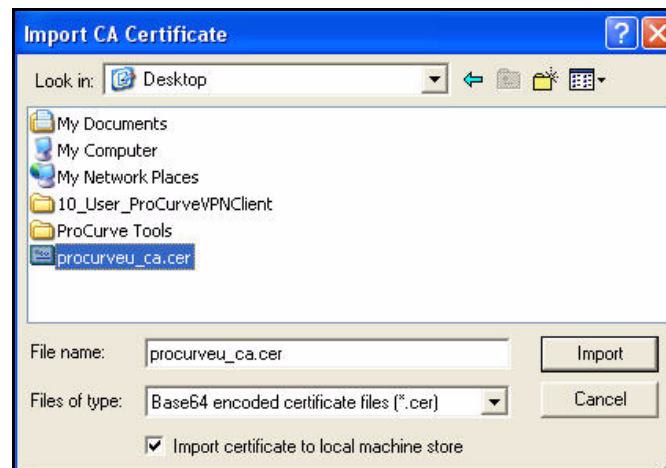 Import CA Certificate
Look in: Desktop
My Documents
My Computer
My Network Places
10_User_ProCurveVPNClient
ProCurve Tools
procurveu_ca.cer
File name: procurveu_ca.cer Import
Files of type: Base64 encoded certificate files (*.cer) Cancel
Import certificate to local machine store